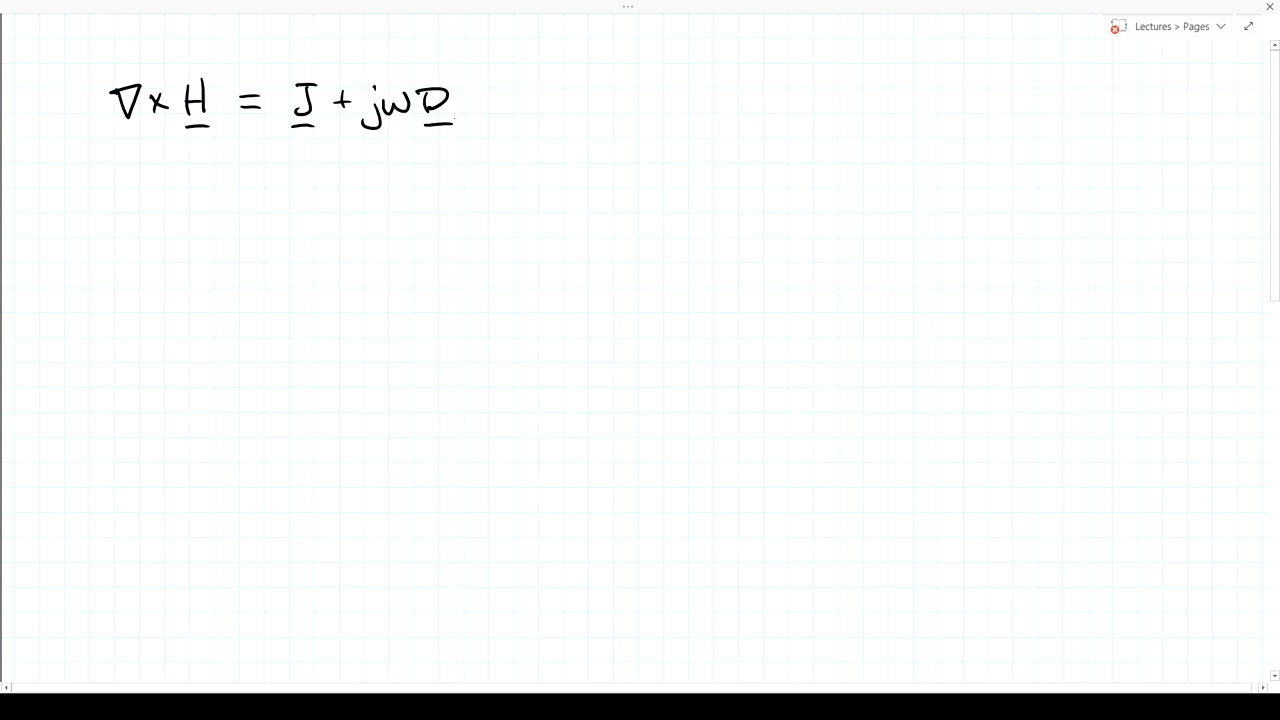 Lectures > Pages
∇ × H = J + jωD